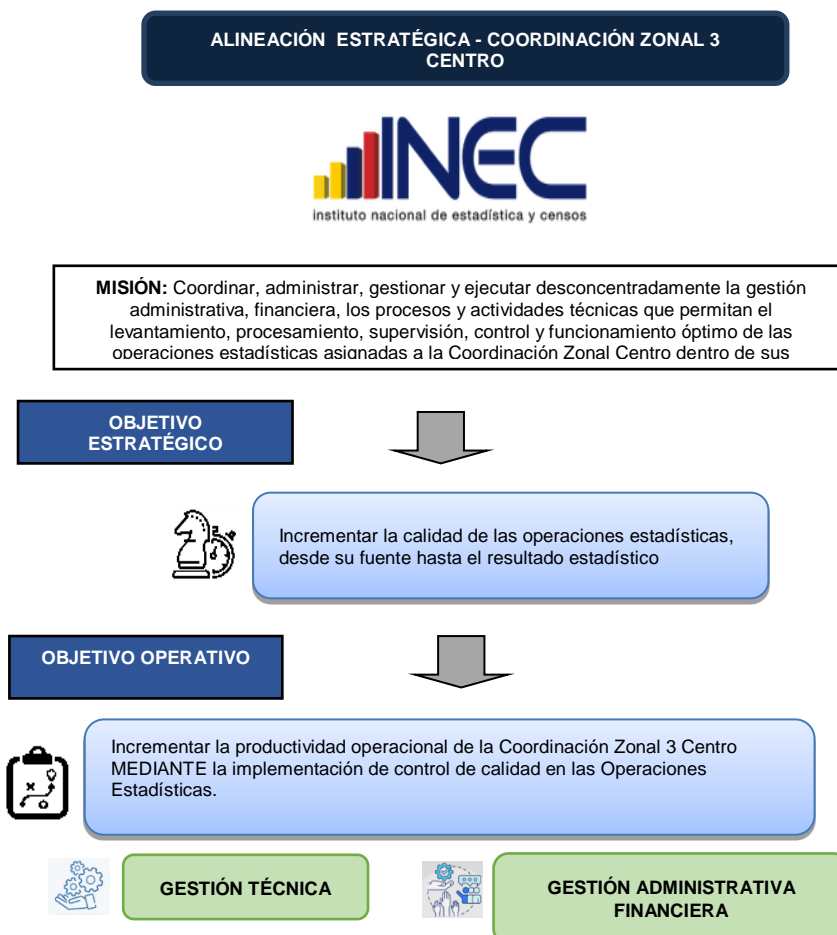 ALINEACIÓN ESTRATÉGICA - COORDINACIÓN ZONAL 3
CENTRO
INEC
instituto nacional de estadística y censos
MISIÓN: Coordinar, administrar, gestionar y ejecutar desconcentradamente la gestión
administrativa, financiera, los procesos y actividades técnicas que permitan el
levantamiento, procesamiento, supervisión, control y funcionamiento óptimo de las
operaciones estadísticas asignadas a la Coordinación Zonal Centro dentro de sus
OBJETIVO
ESTRATÉGICO
Incrementar la calidad de las operaciones estadísticas,
desde su fuente hasta el resultado estadístico
OBJETIVO OPERATIVO
Incrementar la productividad operacional de la Coordinación Zonal 3 Centro
MEDIANTE la implementación de control de calidad en las Operaciones
Estadísticas.
GESTIÓN TÉCNICA
GESTIÓN ADMINISTRATIVA
FINANCIERA